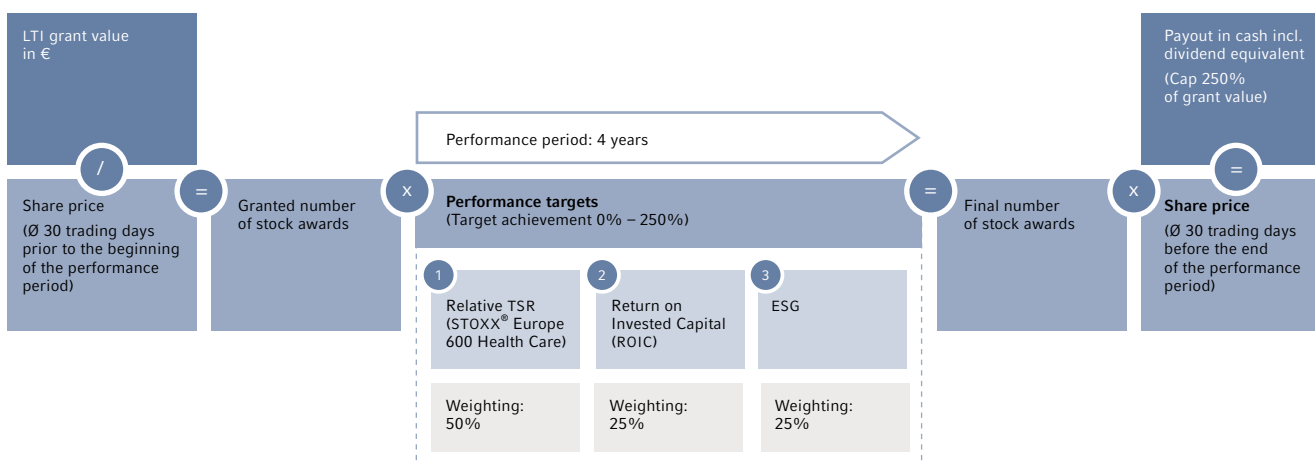 LTI grant value
in €
/
Share price
(Ø 30 trading days
prior to the beginning
of the performance
period)
=
Granted number
of stock awards
x
Performance period: 4 years
Performance targets
(Target achievement 0% – 250%)
1
Relative TSR
(STOXX® Europe
600 Health Care)
Weighting:
50%
2
Return on
Invested Capital
(ROIC)
Weighting:
25%
3
ESG
Weighting:
25%
=
Final number
of stock awards
x
Share price
(Ø 30 trading days
before the end
of the performance
period)
=
Payout in cash incl.
dividend equivalent
(Cap 250%
of grant value)